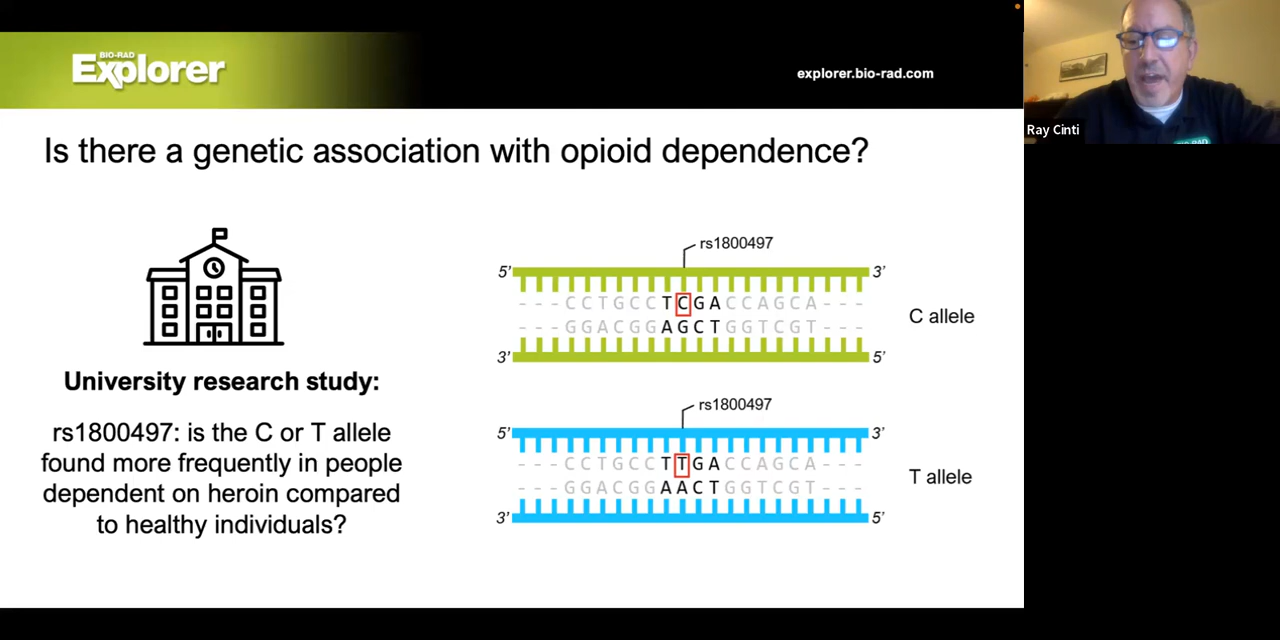 BIO-RAD
Explorer
explorer.bio-rad.com
Ray Cinti
BIO-RAD
Is there a genetic association with opioid dependence?
University research study:
rs1800497: is the C or T allele
found more frequently in people
dependent on heroin compared
to healthy individuals?
rs1800497
5’ 3’
- - - C C T G C C T C G A C C A G C A - - -
- - - G G A C G G A G C T G G T C G T - - -
3’ 5’
C allele
rs1800497
5’ 3’
- - - C C T G C C T T G A C C A G C A - - -
- - - G G A C G G A A C T G G T C G T - - -
3’ 5’
T allele